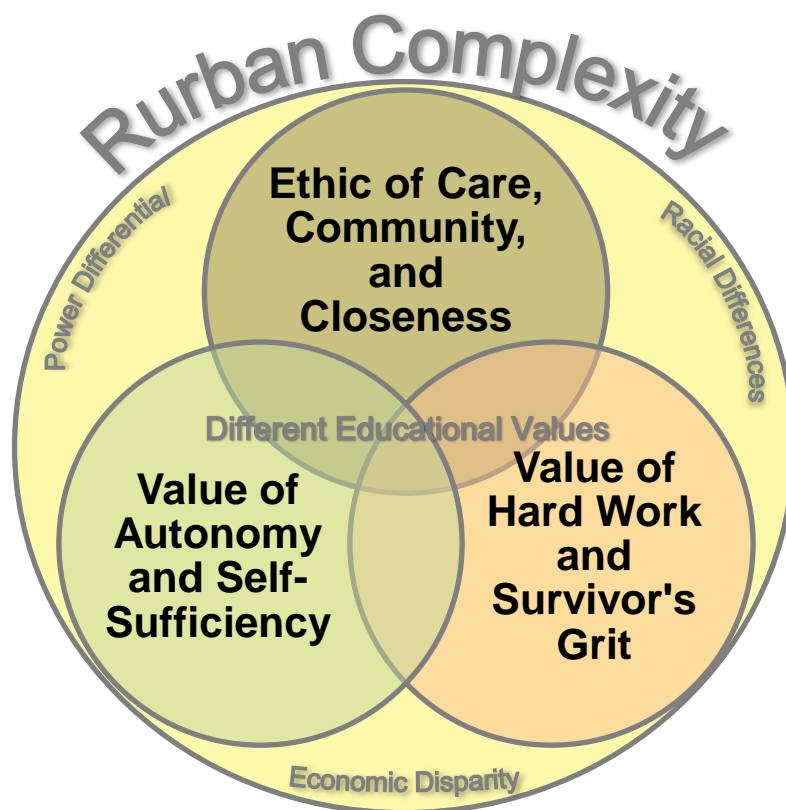 Rurban Complexity
Ethic of Care,
Community,
and
Closeness
Power Differential
Racial Differences
Different Educational Values
Value of
Autonomy
and Self-
Sufficiency
Value of
Hard Work
and
Survivor's
Grit
Economic Disparity